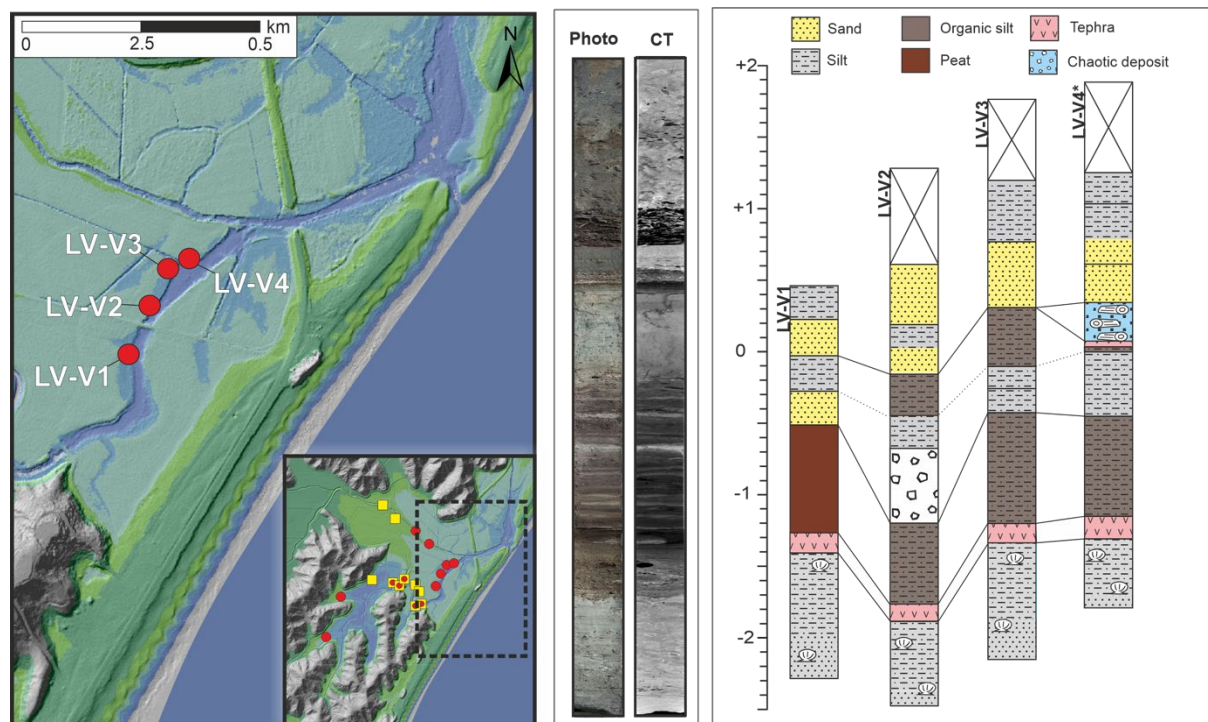 km
0 2.5 0.5
N
LV-V3
LV-V4
LV-V2
LV-V1
Photo CT
Sand
Organic silt
Tephra
Silt
Peat
Chaotic deposit
+2
+1
0
-1
-2
LV-V1
LV-V2
LV-V3
LV-V4*